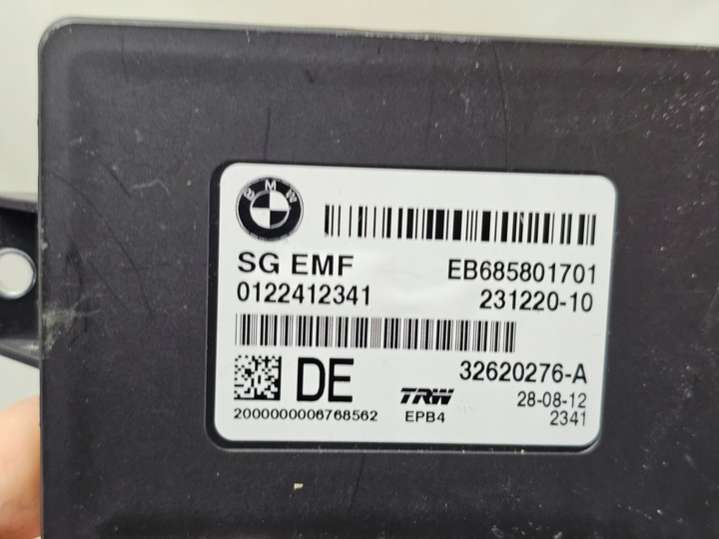 BMW
SG EMF EB685801701
0122412341 231220-10
DE 32620276-A
TRW 28-08-12
2000000006768562 EPB4 2341